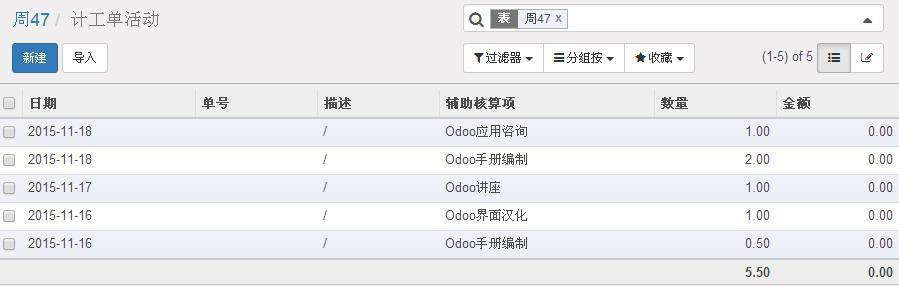 周47 / 计工单活动
表 周47 x
新建 导入 过滤器 分组按 收藏 (1-5) of 5
日期 单号 描述 辅助核算项 数量 金额
2015-11-18 / Odoo应用咨询 1.00 0.00
2015-11-18 / Odoo手册编制 2.00 0.00
2015-11-17 / Odoo讲座 1.00 0.00
2015-11-16 / Odoo界面汉化 1.00 0.00
2015-11-16 / Odoo手册编制 0.50 0.00
5.50 0.00